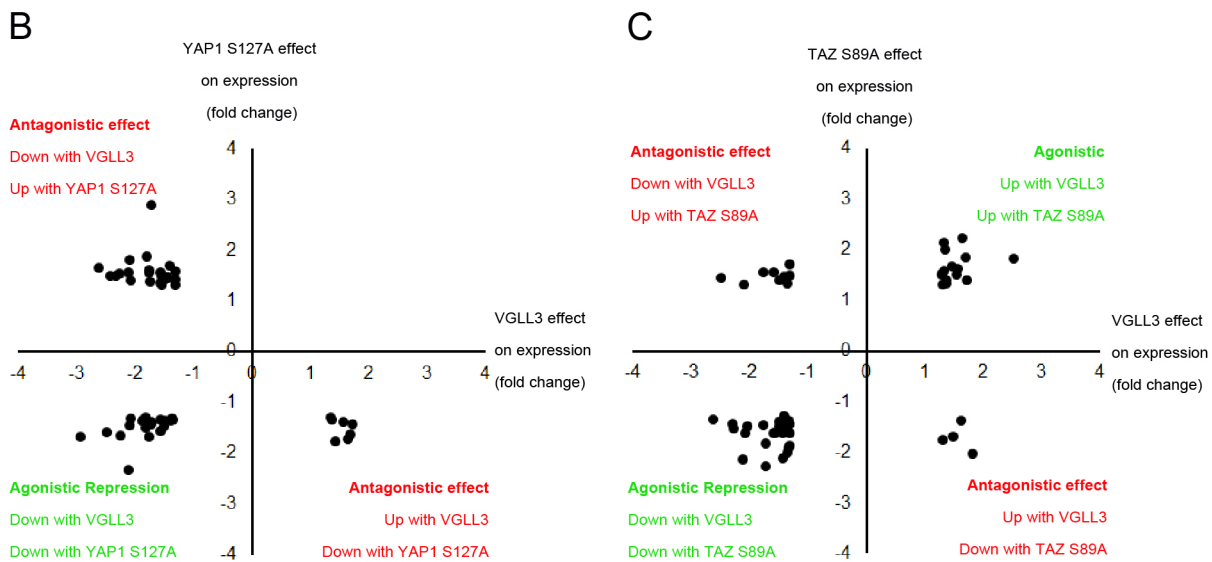 B
YAP1 S127A effect
on expression
(fold change)
Antagonistic effect
Down with VGLL3
Up with YAP1 S127A
4
3
2
1
0
-1
-2
-3
-4
-4 -3 -2 -1 0 1 2 3 4
VGLL3 effect
on expression
(fold change)
Agonistic Repression
Down with VGLL3
Down with YAP1 S127A
Antagonistic effect
Up with VGLL3
Down with YAP1 S127A
C
TAZ S89A effect
on expression
(fold change)
Antagonistic effect
Down with VGLL3
Up with TAZ S89A
Agonistic
Up with VGLL3
Up with TAZ S89A
4
3
2
1
0
-1
-2
-3
-4
-4 -3 -2 -1 0 1 2 3 4
VGLL3 effect
on expression
(fold change)
Agonistic Repression
Down with VGLL3
Down with TAZ S89A
Antagonistic effect
Up with VGLL3
Down with TAZ S89A